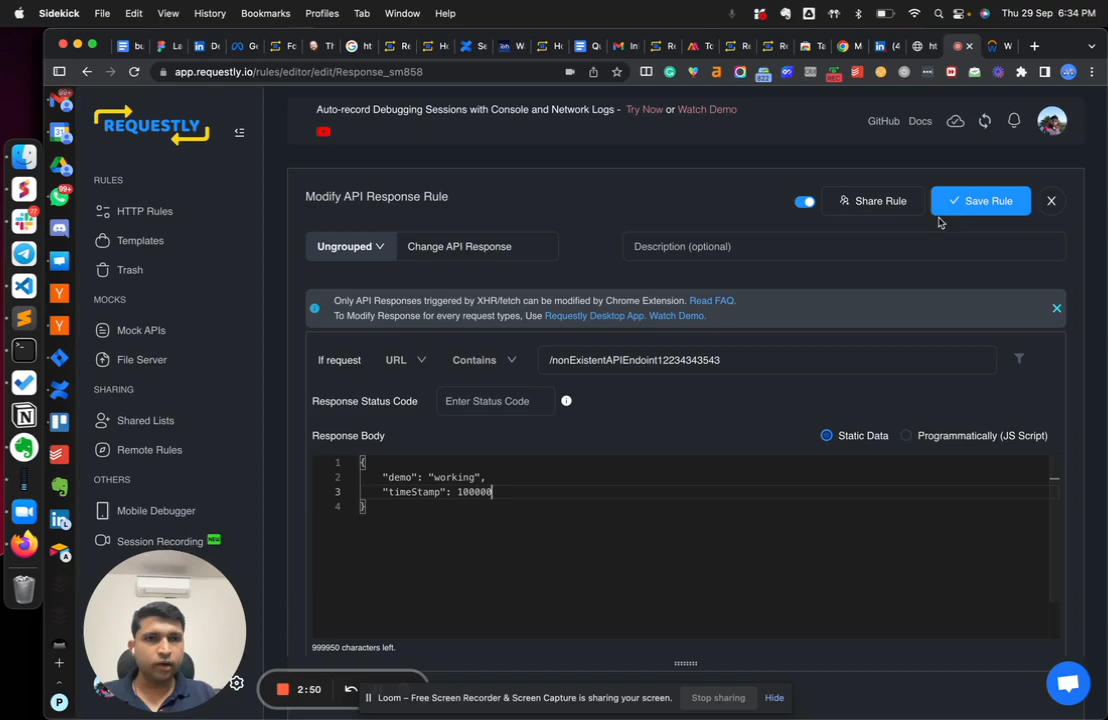 Sidekick File Edit View History Bookmarks Profiles Tab Window Help Thu 29 Sep 6:34 PM
app.requestly.io/rules/editor/edit/Response_sm858
REQUESTLY
Auto-record Debugging Sessions with Console and Network Logs - Try Now or Watch Demo
GitHub Docs
RULES
HTTP Rules
Templates
Trash
MOCKS
Mock APIs
File Server
SHARING
Shared Lists
Remote Rules
OTHERS
Mobile Debugger
Session Recording NEW
Modify API Response Rule
Share Rule
Save Rule
Ungrouped
Change API Response
Description (optional)
Only API Responses triggered by XHR/fetch can be modified by Chrome Extension. Read FAQ.
To Modify Response for every request types, Use Requestly Desktop App. Watch Demo.
If request URL Contains /nonExistentAPIEndoint12234343543
Response Status Code Enter Status Code
Response Body
Static Data
Programmatically (JS Script)
1 {
2 "demo": "working",
3 "timeStamp": 100000
4 }
999950 characters left.
2:50
Loom – Free Screen Recorder & Screen Capture is sharing your screen.
Stop sharing
Hide